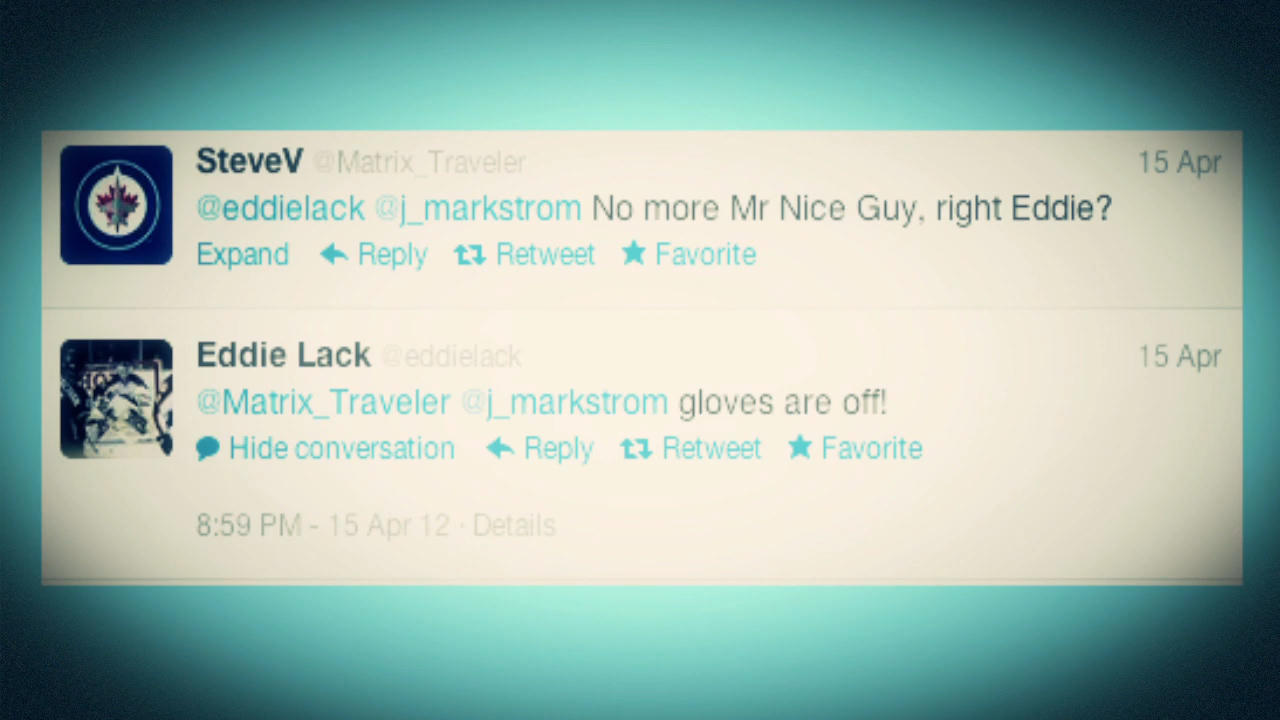 SteveV @Matrix_Traveler 15 Apr
@eddielack @j_markstrom No more Mr Nice Guy, right Eddie?
Expand Reply Retweet Favorite
Eddie Lack @eddielack 15 Apr
@Matrix_Traveler @j_markstrom gloves are off!
Hide conversation Reply Retweet Favorite
8:59 PM - 15 Apr 12 · Details